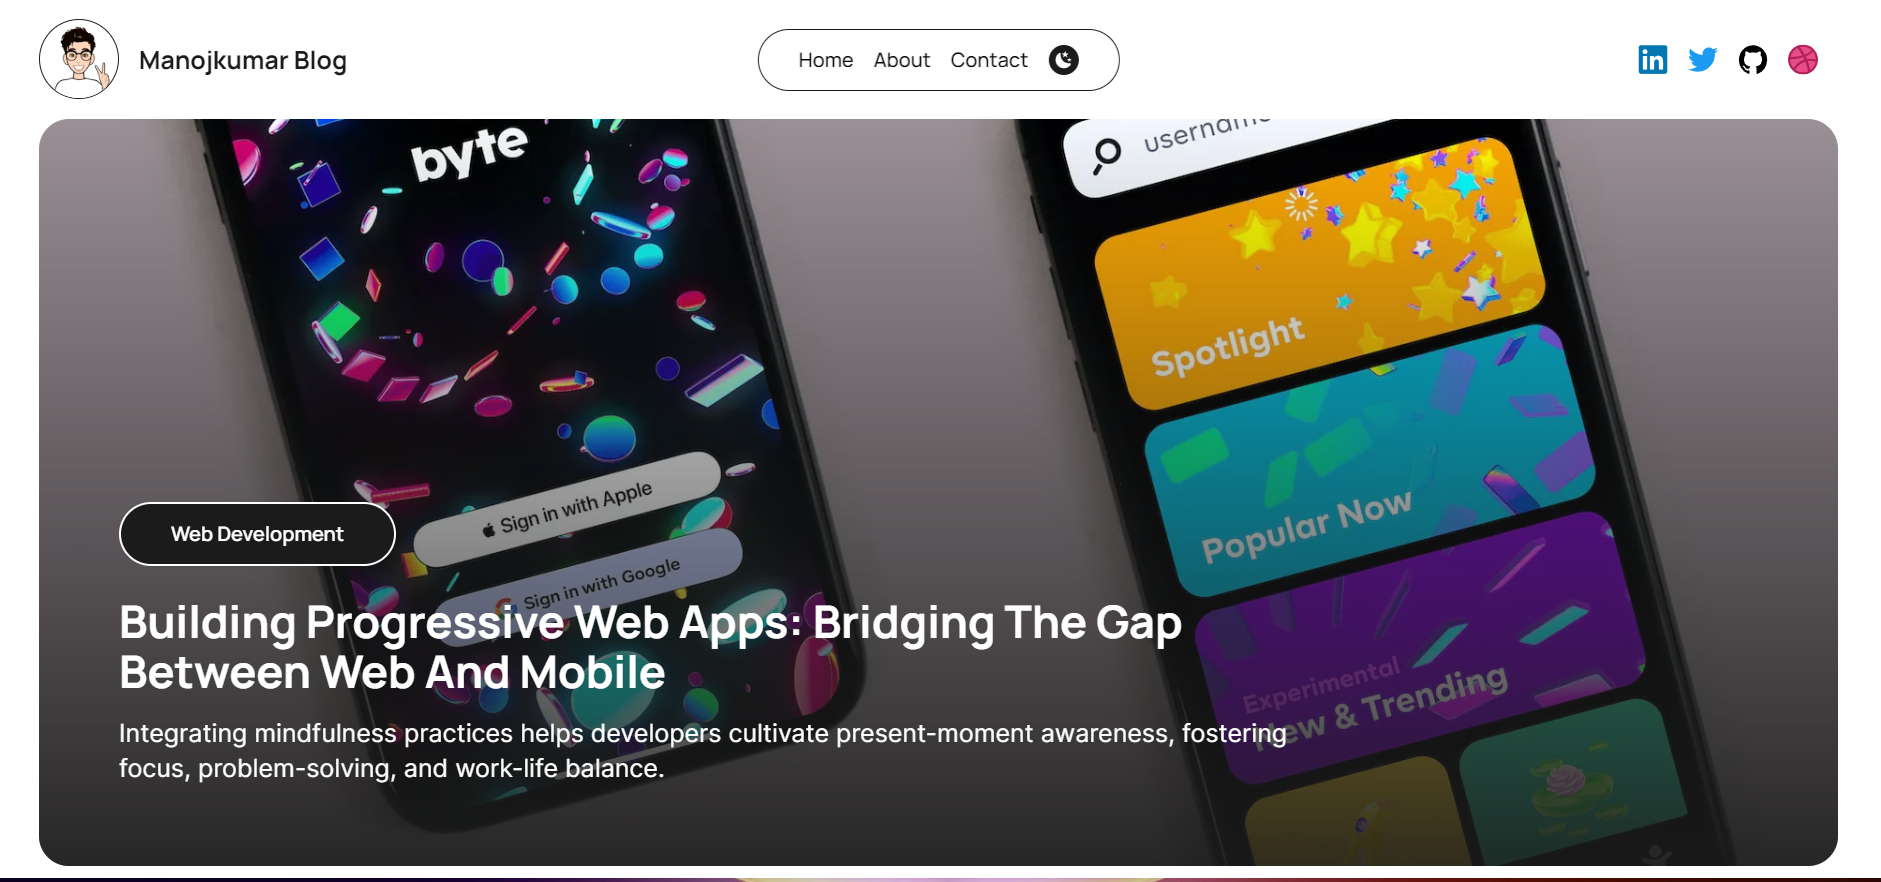 Manojkumar Blog
Home About Contact
byte
username
Spotlight
Popular Now
Sign in with Apple
Sign in with Google
Experimental
New & Trending
Web Development
Building Progressive Web Apps: Bridging The Gap
Between Web And Mobile
Integrating mindfulness practices helps developers cultivate present-moment awareness, fostering
focus, problem-solving, and work-life balance.